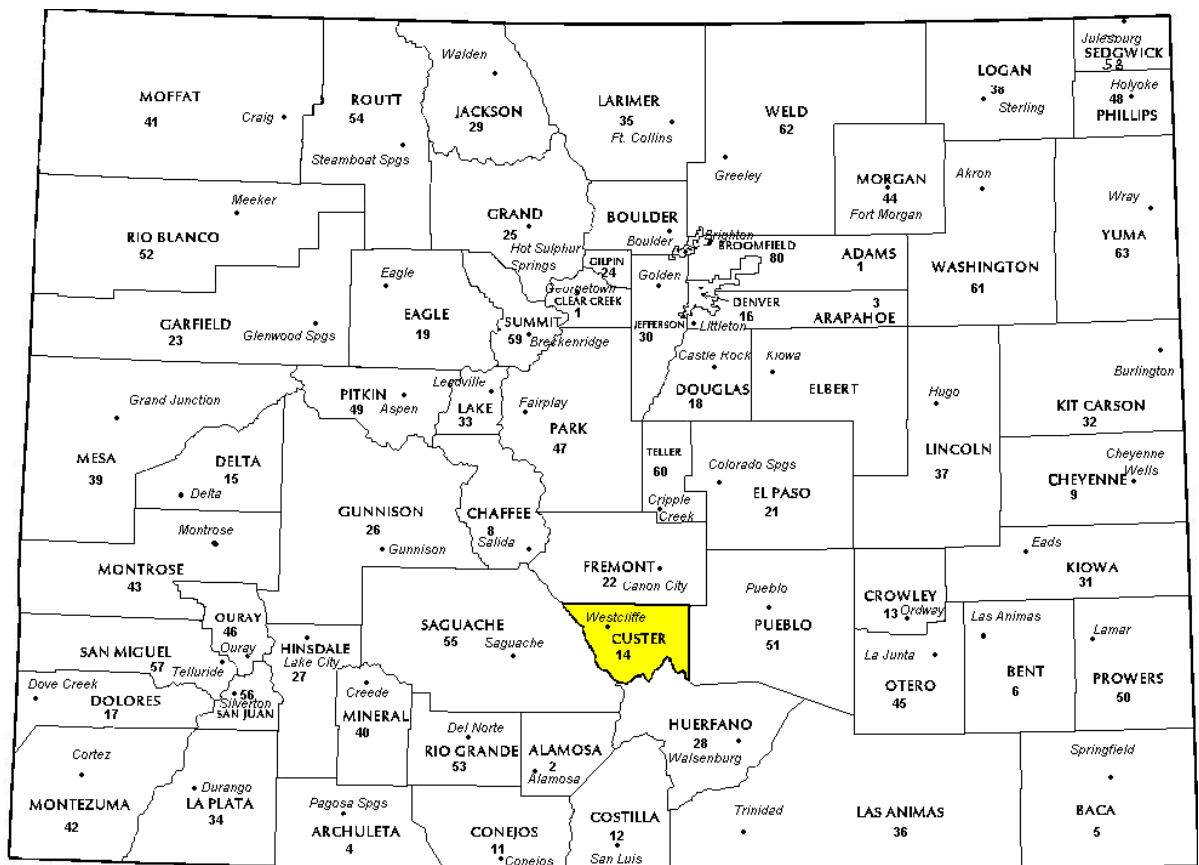 Walden
Julesburg
SEDGWICK
58
LOGAN
38
Sterling
Holyoke
48
PHILLIPS
MOFFAT
41
Craig
ROUTT
54
Steamboat Spgs
JACKSON
29
LARIMER
35
Ft. Collins
WELD
62
Greeley
MORGAN
44
Fort Morgan
Akron
Wray
YUMA
63
Meeker
RIO BLANCO
52
GRAND
25
Hot Sulphur
Springs
BOULDER
Boulder
Brighton
BROOMFIELD
80
ADAMS
1
WASHINGTON
61
GILPIN
24
Golden
Georgetown
CLEAR CREEK
1
DENVER
16
3
ARAPAHOE
Littleton
JEFFERSON
30
Eagle
EAGLE
19
SUMMIT
59
Breckenridge
GARFIELD
23
Glenwood Spgs
Castle Rock
DOUGLAS
18
Kiowa
ELBERT
Hugo
LINCOLN
37
Burlington
KIT CARSON
32
PITKIN
49
Aspen
Leadville
LAKE
33
Fairplay
PARK
47
Grand Junction
MESA
39
DELTA
15
Delta
TELLER
60
Cripple
Creek
Colorado Spgs
EL PASO
21
Cheyenne
Wells
CHEYENNE
9
GUNNISON
26
Gunnison
CHAFFEE
8
Salida
Montrose
MONTROSE
43
FREMONT
22
Canon City
Pueblo
PUEBLO
51
CROWLEY
13
Ordway
Eads
KIOWA
31
OURAY
46
Ouray
HINSDALE
Lake City
27
SAGUACHE
55
Saguache
Westcliffe
CUSTER
14
La Junta
OTERO
45
Las Animas
BENT
6
Lamar
PROWERS
50
SAN MIGUEL
57
Telluride
Dove Creek
DOLORES
17
56
Silverton
SAN JUAN
Creede
MINERAL
40
Del Norte
RIO GRANDE
53
ALAMOSA
2
Alamosa
HUERFANO
28
Walsenburg
Cortez
MONTEZUMA
42
Durango
LA PLATA
34
Pagosa Spgs
ARCHULETA
4
CONEJOS
11
Conejos
COSTILLA
12
San Luis
Trinidad
LAS ANIMAS
36
Springfield
BACA
5